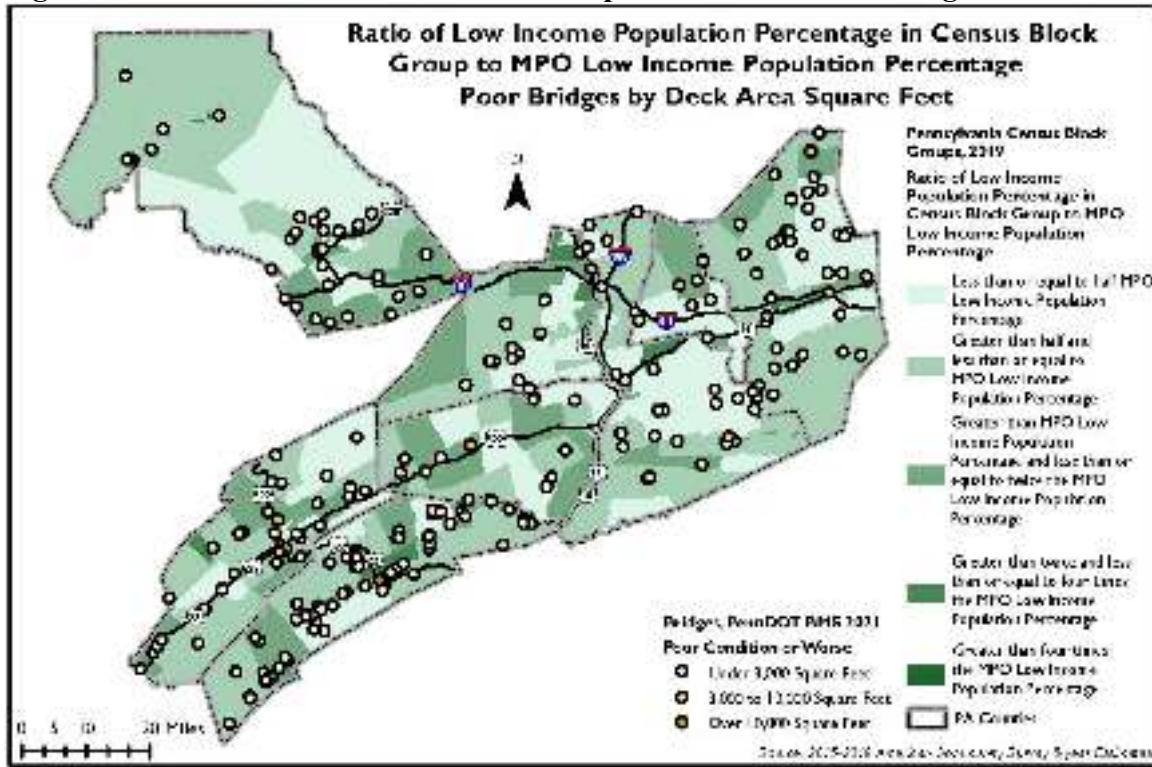 Ratio of Low Income Population Percentage in Census Block
Group to MPO Low Income Population Percentage
Poor Bridges by Deck Area Square Feet
Pennsylvania Census Block
Groups, 2019
Ratio of Low Income
Population Percentage in
Census Block Group to MPO
Low Income Population
Percentage
Less than or equal to half MPO
Low Income Population
Percentage
Greater than half and
less than or equal to
MPO Low Income
Population Percentage
Greater than MPO Low
Income Population
Percentage and less than or
equal to twice the MPO
Low Income Population
Percentage
Greater than twice and less
than or equal to four times
the MPO Low Income
Population Percentage
Greater than four times
the MPO Low Income
Population Percentage
PA Counties
Bridges, PennDOT BMS 2021
Poor Condition or Worse
Under 3,000 Square Feet
3,000 to 10,000 Square Feet
Over 10,000 Square Feet
0 5 10 20 Miles